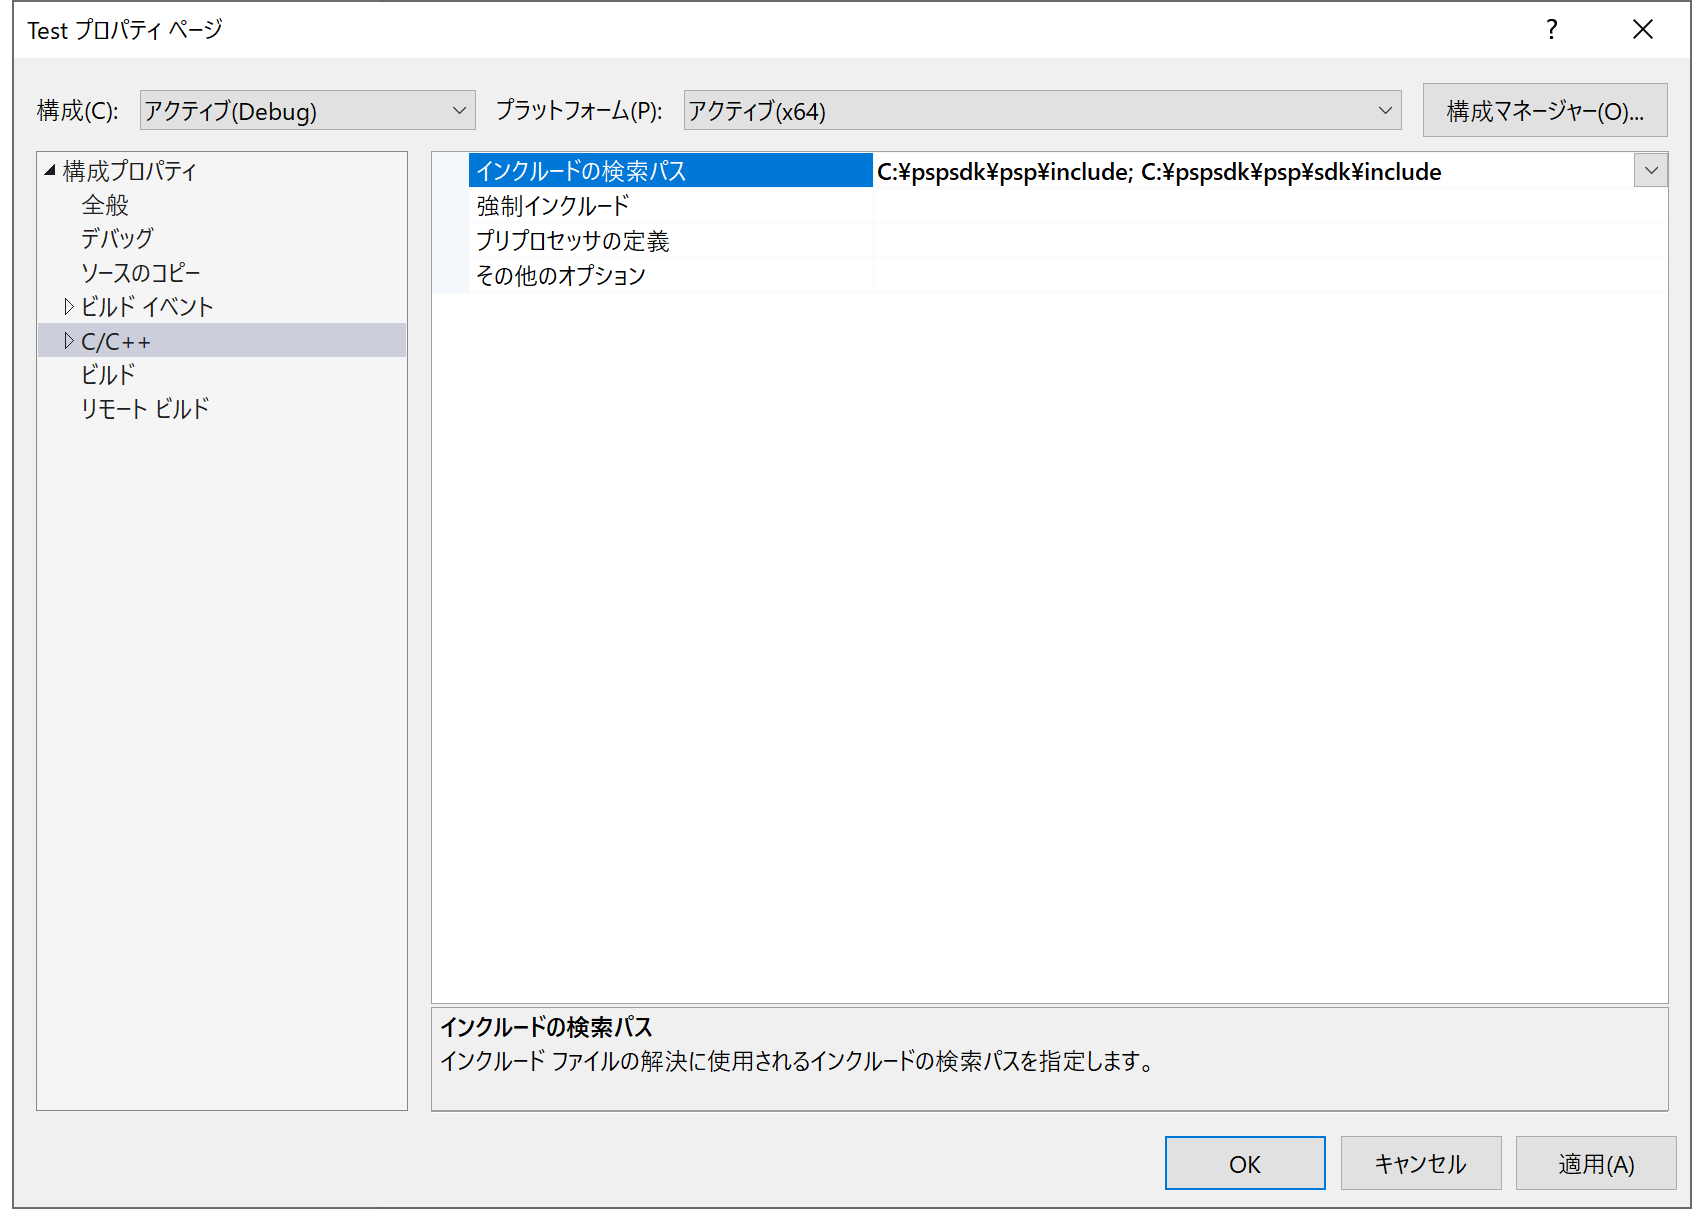 Test プロパティ ページ
?
構成(C): アクティブ(Debug) プラットフォーム(P): アクティブ(x64) 構成マネージャー(O)...
構成プロパティ
全般
デバッグ
ソースのコピー
ビルド イベント
C/C++
ビルド
リモート ビルド
インクルードの検索パス C:¥pspsdk¥psp¥include; C:¥pspsdk¥psp¥sdk¥include
強制インクルード
プリプロセッサの定義
その他のオプション
インクルードの検索パス
インクルード ファイルの解決に使用されるインクルードの検索パスを指定します。
OK キャンセル 適用(A)